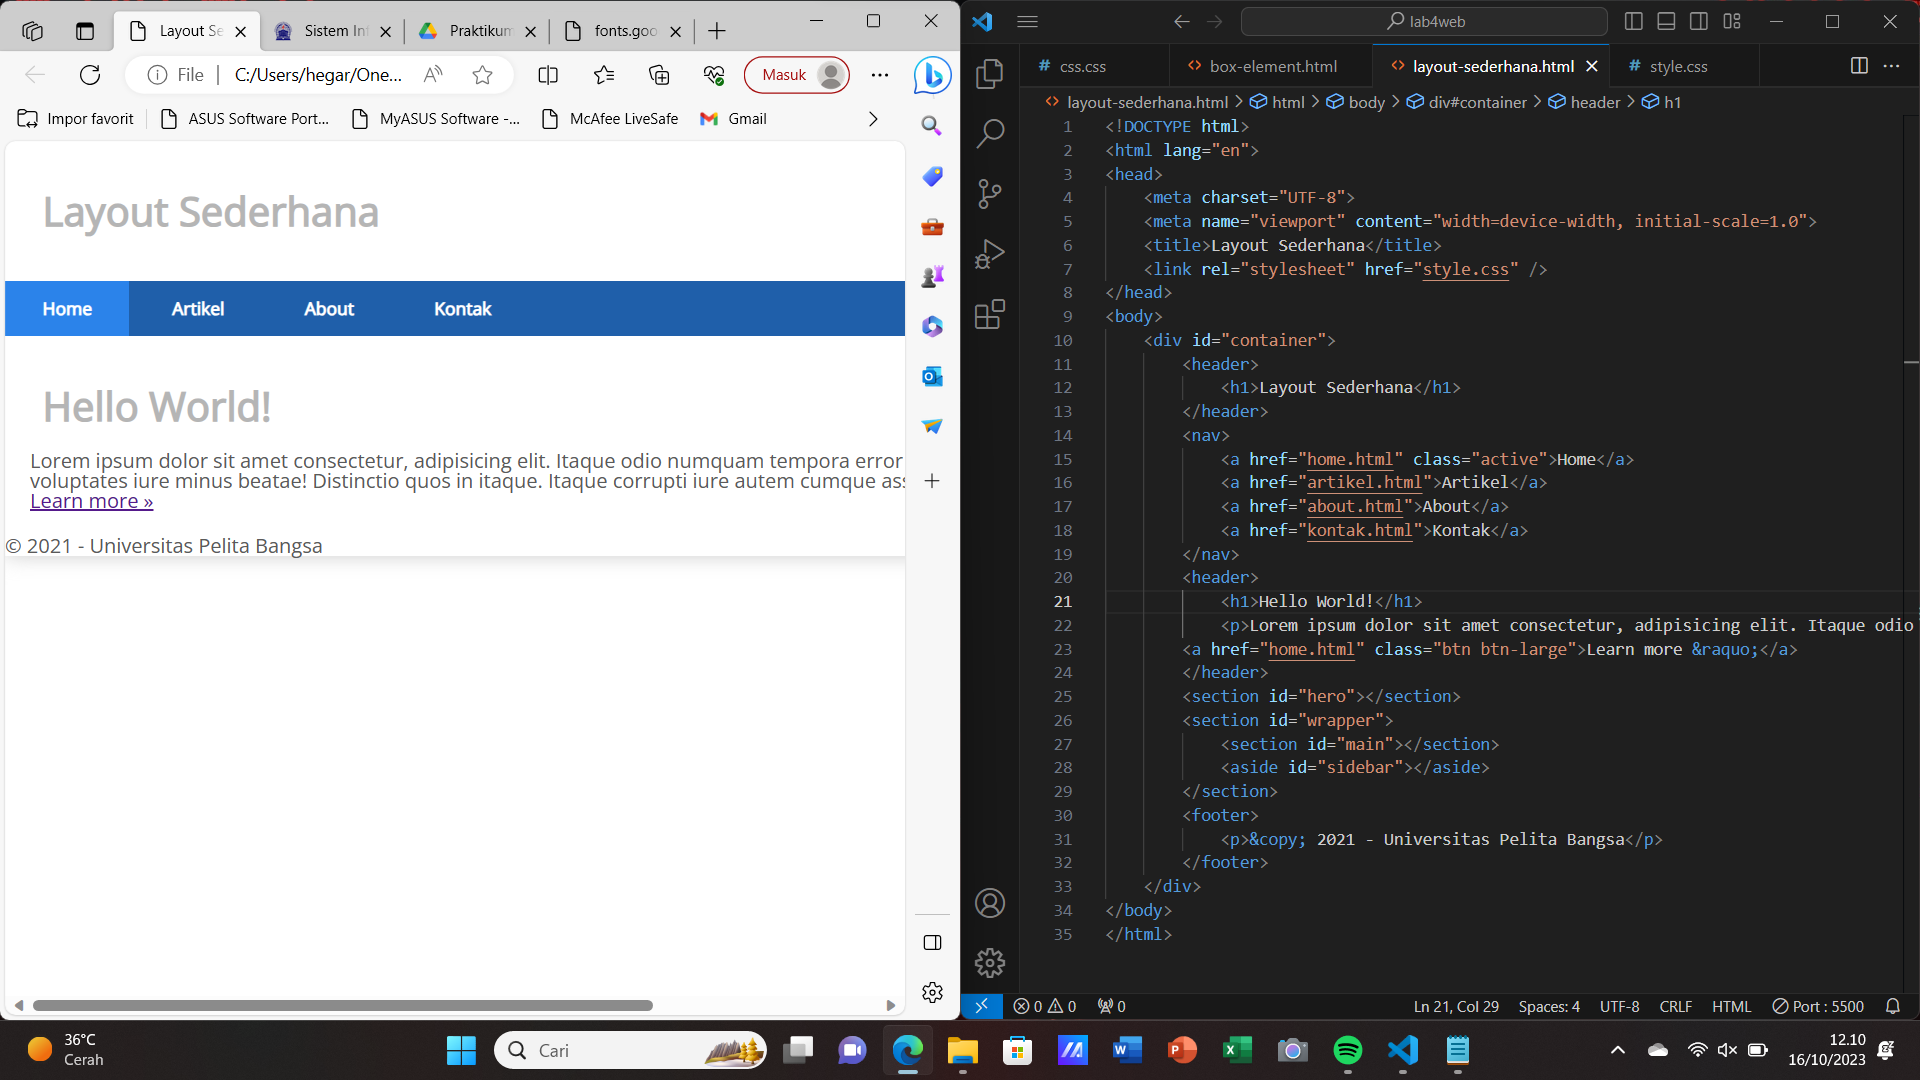 Layout Se
Sistem In
Praktikum
fonts.goo
File
C:/Users/hegar/One...
Masuk
Impor favorit
ASUS Software Port...
MyASUS Software -...
McAfee LiveSafe
Gmail
Layout Sederhana
Home
Artikel
About
Kontak
Hello World!
Lorem ipsum dolor sit amet consectetur, adipisicing elit. Itaque odio numquam tempora error
voluptates iure minus beatae! Distinctio quos in itaque. Itaque corrupti iure autem cumque as
Learn more »
© 2021 - Universitas Pelita Bangsa
lab4web
# css.css
<> box-element.html
<> layout-sederhana.html
# style.css
<> layout-sederhana.html > html > body > div#container > header > h1
1 <!DOCTYPE html>
2 <html lang="en">
3 <head>
4 <meta charset="UTF-8">
5 <meta name="viewport" content="width=device-width, initial-scale=1.0">
6 <title>Layout Sederhana</title>
7 <link rel="stylesheet" href="style.css" />
8 </head>
9 <body>
10 <div id="container">
11 <header>
12 <h1>Layout Sederhana</h1>
13 </header>
14 <nav>
15 <a href="home.html" class="active">Home</a>
16 <a href="artikel.html">Artikel</a>
17 <a href="about.html">About</a>
18 <a href="kontak.html">Kontak</a>
19 </nav>
20 <header>
21 <h1>Hello World!</h1>
22 <p>Lorem ipsum dolor sit amet consectetur, adipisicing elit. Itaque odio
23 <a href="home.html" class="btn btn-large">Learn more &raquo;</a>
24 </header>
25 <section id="hero"></section>
26 <section id="wrapper">
27 <section id="main"></section>
28 <aside id="sidebar"></aside>
29 </section>
30 <footer>
31 <p>&copy; 2021 - Universitas Pelita Bangsa</p>
32 </footer>
33 </div>
34 </body>
35 </html>
0 0 0
Ln 21, Col 29 Spaces: 4 UTF-8 CRLF HTML Port : 5500
36°C
Cerah
Cari
12.10
16/10/2023